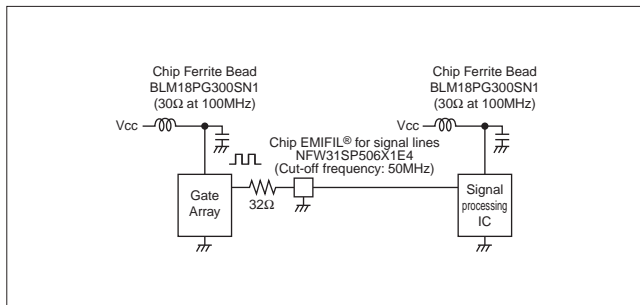 Chip Ferrite Bead
BLM18PG300SN1
(30Ω at 100MHz)
Vcc
Chip Ferrite Bead
BLM18PG300SN1
(30Ω at 100MHz)
Vcc
Chip EMIFIL® for signal lines
NFW31SP506X1E4
(Cut-off frequency: 50MHz)
Gate
Array
32Ω
Signal
processing
IC